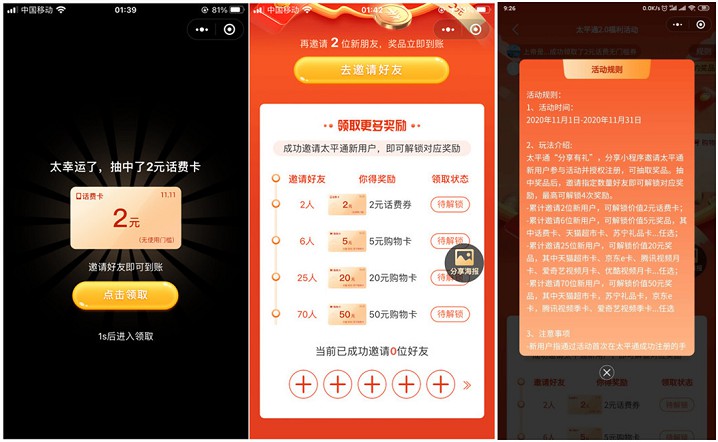 中国移动
01:39
81%
太幸运了，抽中了2元话费卡
话费卡
11.11
2元
(无使用门槛)
邀请好友即可到账
点击领取
1s后进入领取
中国移动
01:42
再邀请 2 位新朋友，奖品立即到账
去邀请好友
领取更多奖励
成功邀请太平通新用户，即可解锁对应奖励
邀请好友
你得奖励
领取状态
2人
2元
2元话费券
待解锁
6人
5元
5元购物卡
待解锁
25人
20元
20元购物卡
待解锁
70人
50元
50元购物卡
待解锁
分享海报
当前已成功邀请0位好友
9:26
0.0K/s
太平通2.0福利活动
活动规则
活动规则：
1、活动时间：
2020年11月1日-2020年11月31日
2、玩法介绍:
太平通“分享有礼”，分享小程序邀请太平通
新用户参与活动并授权注册，可抽取奖品。抽
中奖品后，邀请指定数量好友即可解锁对应奖
励，最高可解锁4次奖励。
-累计邀请2位新用户，可解锁价值2元话费卡；
-累计邀请6位新用户，可解锁价值5元奖品，其
中话费卡、天猫超市卡、苏宁礼品卡...任选；
-累计邀请25位新用户，可解锁价值20元奖
品，其中天猫超市卡、京东e卡、腾讯视频月
卡、爱奇艺视频月卡、优酷视频月卡...任选；
-累计邀请70位新用户，可解锁价值50元奖
品，其中天猫超市卡、苏宁礼品卡、京东e
卡、腾讯视频季卡、爱奇艺视频季卡...任选
3、注意事项
-新用户指通过活动首次在太平通成功注册的手
邀请好友
你得奖励
领取状态
2人
2元话费券
待解锁
6人
5元购物卡
待解锁